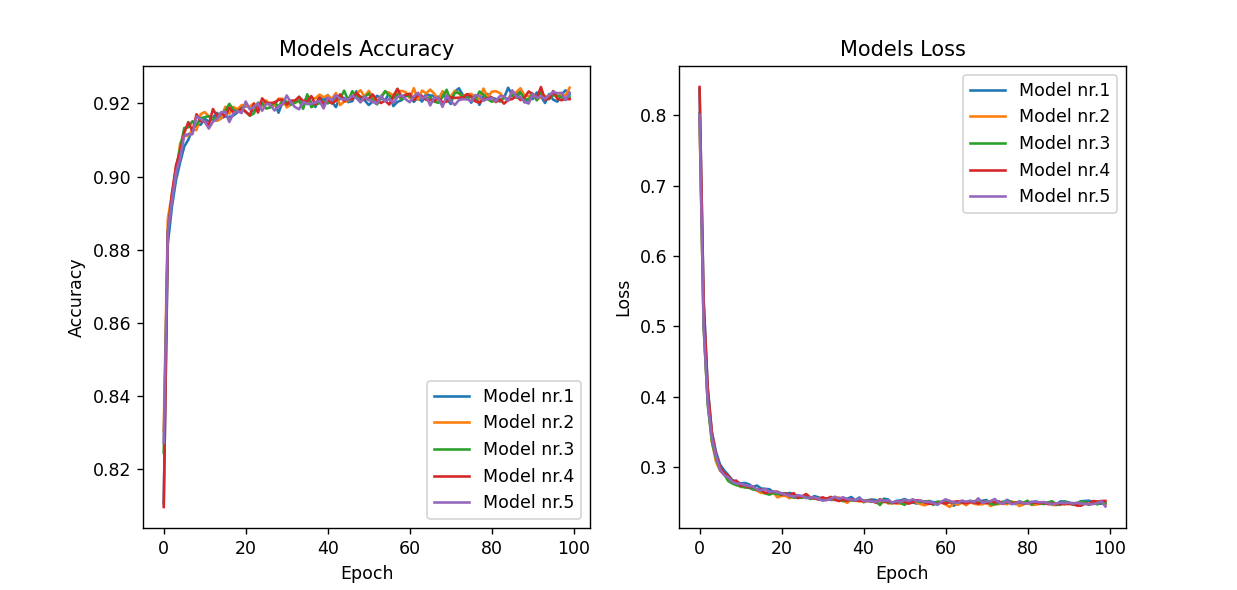 Models Accuracy
Accuracy
0.92
0.90
0.88
0.86
0.84
0.82
0 20 40 60 80 100
Epoch
Model nr.1
Model nr.2
Model nr.3
Model nr.4
Model nr.5
Models Loss
Loss
0.8
0.7
0.6
0.5
0.4
0.3
0 20 40 60 80 100
Epoch
Model nr.1
Model nr.2
Model nr.3
Model nr.4
Model nr.5